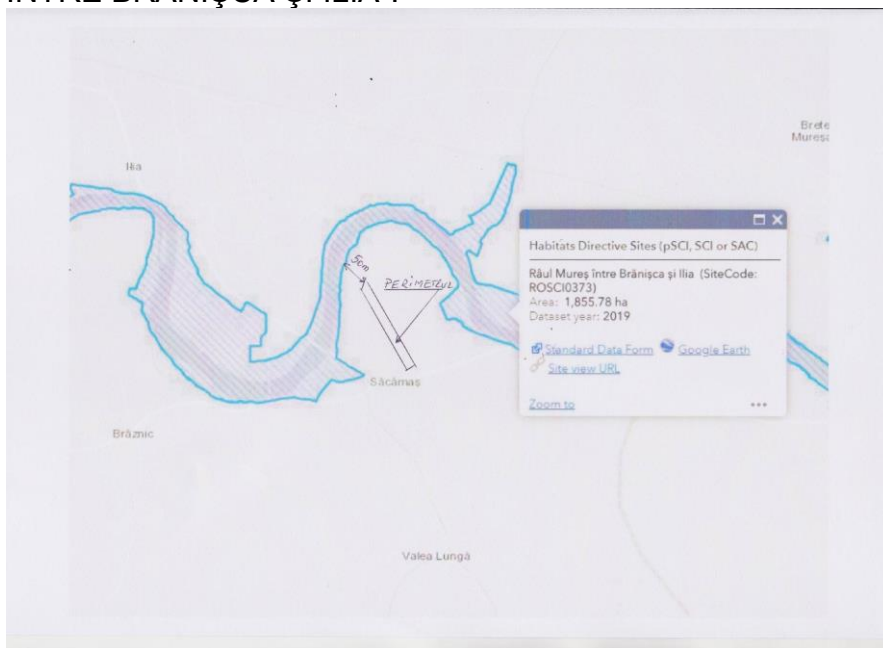 Brete
Mureșa
Ilia
Habitats Directive Sites (pSCI, SCI or SAC)
Râul Mureș între Brănișca și Ilia (SiteCode:
ROSCI0373)
Area: 1,855.78 ha
Dataset year: 2019
Standard Data Form Google Earth
Site view URL
Zoom to
50m
PERIMETRUL
Săcămaș
Brăznic
Valea Lungă